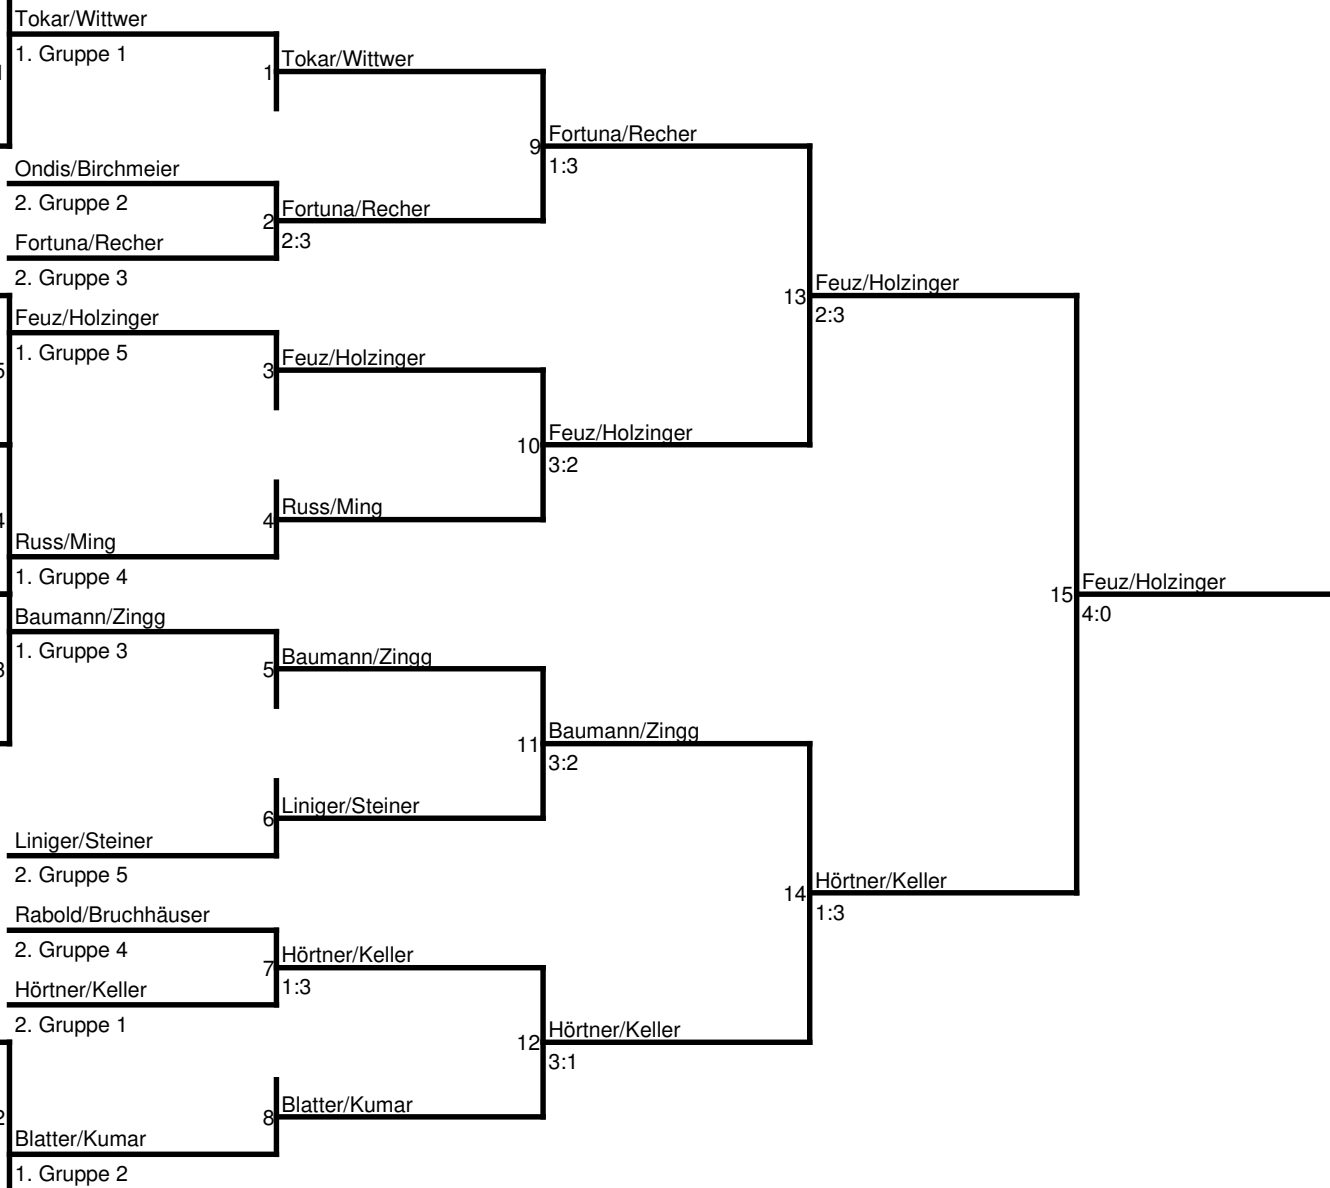 Tokar/Wittwer
1. Gruppe 1
1
Tokar/Wittwer
9
Fortuna/Recher
1:3
Ondis/Birchmeier
2. Gruppe 2
2
Fortuna/Recher
2:3
Fortuna/Recher
2. Gruppe 3
13
Feuz/Holzinger
2:3
Feuz/Holzinger
1. Gruppe 5
3
Feuz/Holzinger
10
Feuz/Holzinger
3:2
4
Russ/Ming
Russ/Ming
1. Gruppe 4
15
Feuz/Holzinger
4:0
Baumann/Zingg
1. Gruppe 3
5
Baumann/Zingg
11
Baumann/Zingg
3:2
6
Liniger/Steiner
Liniger/Steiner
2. Gruppe 5
14
Hörtner/Keller
1:3
Rabold/Bruchhäuser
2. Gruppe 4
7
Hörtner/Keller
1:3
Hörtner/Keller
2. Gruppe 1
12
Hörtner/Keller
3:1
8
Blatter/Kumar
Blatter/Kumar
1. Gruppe 2